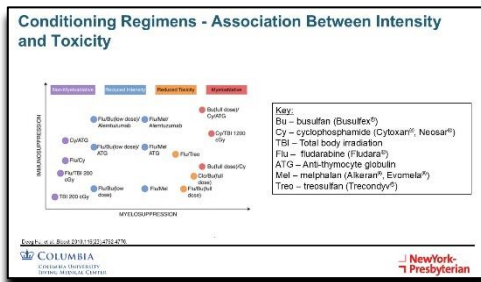 Conditioning Regimens - Association Between Intensity
and Toxicity
Non-Myeloablative
Reduced Intensity
Reduced Toxicity
Myeloablative
Bu(full dose)/
Cy/ATG
Flu/Bu(low dose)/
Alemtuzumab
Flu/Mel/
Alemtuzumab
Cy/ATG
Cy/TBI 1200
cGy
Flu/Bu(low dose)/
ATG
Flu/Mel/
ATG
Flu/Treo
Flu/Cy
Bu(full dose)/Cy
Flu/TBI 200
cGy
Clo/Bu(full
dose)
TBI 200 cGy
Flu/Bu(low dose)
Flu/Mel
Flu/Bu(full
dose)
IMMUNOSUPPRESSION
MYELOSUPPRESSION
Key:
Bu – busulfan (Busulfex®)
Cy – cyclophosphamide (Cytoxan®, Neosar®)
TBI – Total body irradiation
Flu – fludarabine (Fludara®)
ATG – Anti-thymocyte globulin
Mel – melphalan (Alkeran®, Evomela®)
Treo – treosulfan (Trecondyv®)
et al. Blood
COLUMBIA
COLUMBIA UNIVERSITY
IRVING MEDICAL CENTER
NewYork-
Presbyterian